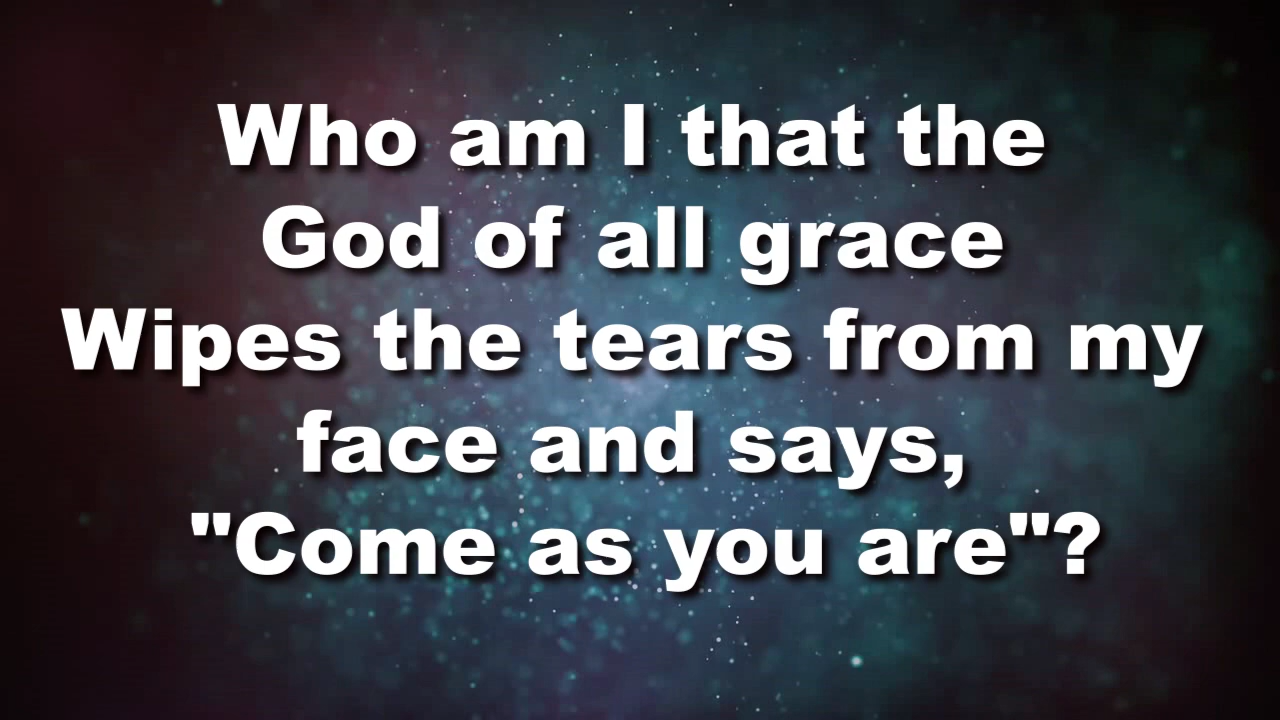 Who am I that the
God of all grace
Wipes the tears from my
face and says,
"Come as you are"?